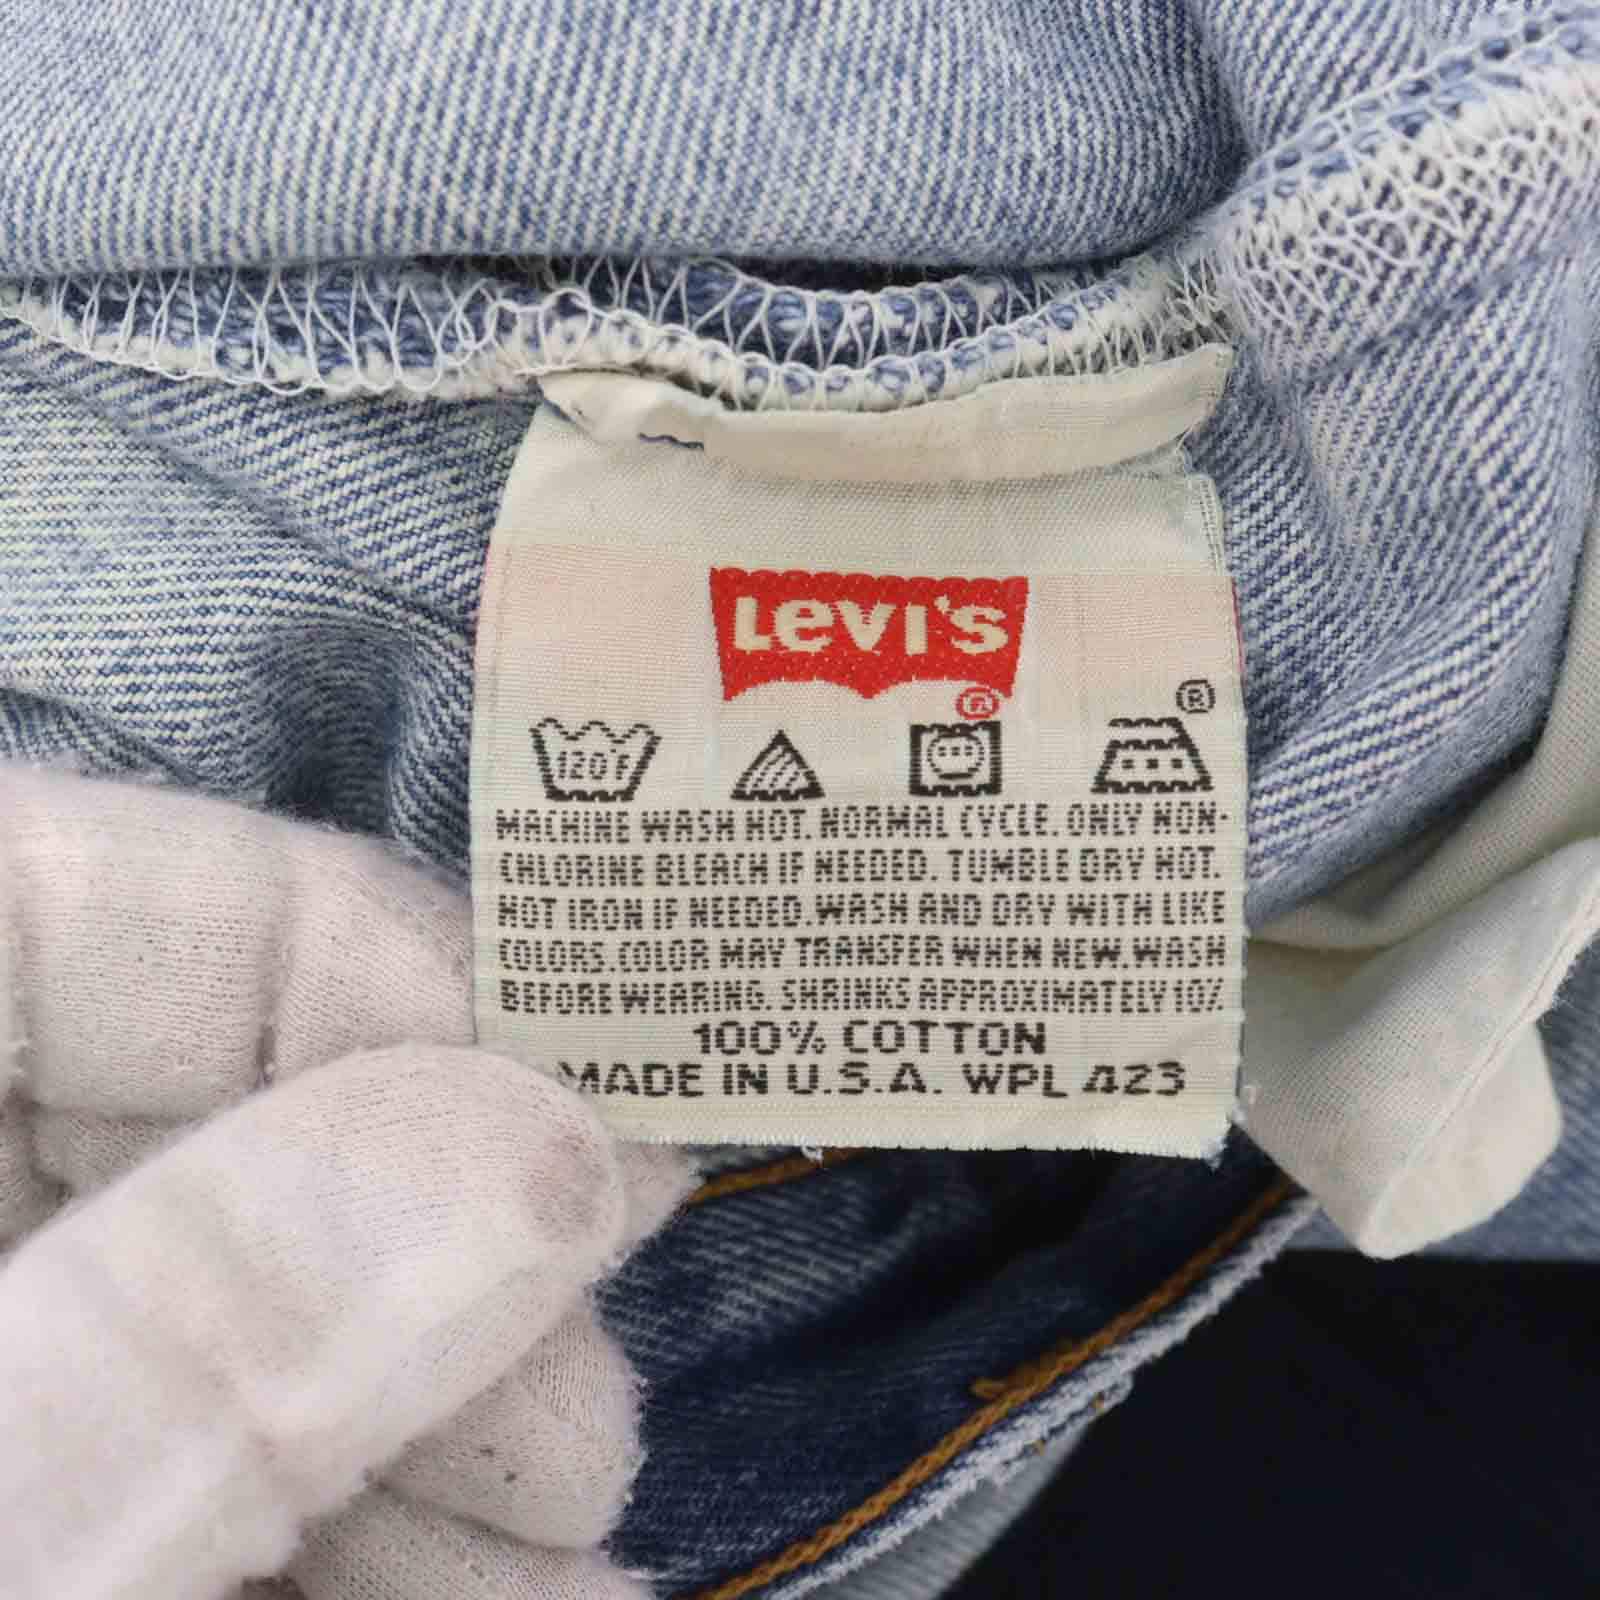 LEVI'S
®
®
120°F
MACHINE WASH HOT. NORMAL CYCLE. ONLY NON-
CHLORINE BLEACH IF NEEDED. TUMBLE DRY HOT.
HOT IRON IF NEEDED. WASH AND DRY WITH LIKE
COLORS. COLOR MAY TRANSFER WHEN NEW. WASH
BEFORE WEARING. SHRINKS APPROXIMATELY 10%
100% COTTON
MADE IN U.S.A. WPL 423